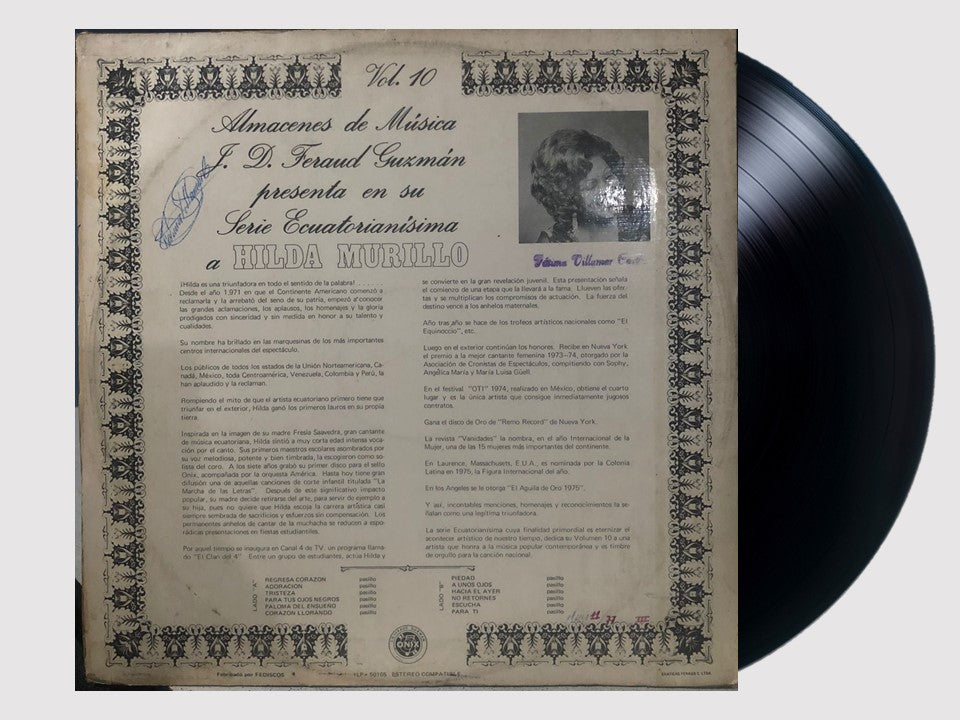 Vol. 10
Almacenes de Música
J. D. Feraud Guzmán
presenta en su
Serie Ecuatorianísima
a HILDA MURILLO
¡Hilda es una triunfadora en todo el sentido de la palabra!
Desde el año 1.971 en que el Continente Americano comenzó a
reclamarla y la arrebató del seno de su patria, empezó a conocer
las grandes aclamaciones, los aplausos, los homenajes y la gloria
prodigados con sinceridad y sin medida en honor a su talento y
cualidades.
Su nombre ha brillado en las marquesinas de los más importantes
centros internacionales del espectáculo.
Los públicos de todos los estados de la Unión Norteamericana, Ca-
nadá, México, toda Centroamérica, Venezuela, Colombia y Perú, la
han aplaudido y la reclaman.
Rompiendo el mito de que el artista ecuatoriano primero tiene que
triunfar en el exterior, Hilda ganó los primeros lauros en su propia
tierra.
Inspirada en la imagen de su madre Fresia Saavedra, gran cantante
de música ecuatoriana, Hilda sintió a muy corta edad intensa voca-
ción por el canto. Sus primeros maestros escolares asombrados por
su voz melodiosa, potente y bien timbrada, la escogieron como so-
lista del coro. A los siete años grabó su primer disco para el sello
Onix, acompañada por la orquesta América. Hasta hoy tiene gran
difusión una de aquellas canciones de corte infantil titulada "La
Marcha de las Letras". Después de este significativo impacto
popular, su madre decide retirarse del arte, para servir de ejemplo a
su hija, pues no quiere que Hilda escoja la carrera artística casi
siempre sembrada de sacrificios y esfuerzos sin compensación. Los
permanentes anhelos de cantar de la muchacha se reducen a espo-
rádicas presentaciones en fiestas estudiantiles.
Por aquel tiempo se inaugura en Canal 4 de TV. un programa llama-
do "El Clan del 4". Entre un grupo de estudiantes, actúa Hilda y
se convierte en la gran revelación juvenil. Esta presentación señala
el comienzo de una etapa que la llevará a la fama. Llueven las ofer-
tas y se multiplican los compromisos de actuación. La fuerza del
destino vence a los anhelos maternales.
Año tras año se hace de los trofeos artísticos nacionales como "El
Equinoccio", etc.
Luego en el exterior continúan los honores. Recibe en Nueva York
el premio a la mejor cantante femenina 1973-74, otorgado por la
Asociación de Cronistas de Espectáculos, compitiendo con Sophy,
Angélica María y María Luisa Güell.
En el festival "OTI" 1974, realizado en México, obtiene el cuarto
lugar y es la única artista que consigue inmediatamente jugosos
contratos.
Gana el disco de Oro de "Remo Record" de Nueva York.
La revista "Vanidades" la nombra, en el año Internacional de la
Mujer, una de las 15 mujeres más importantes del continente.
En Laurence, Massachusets, E.U.A., es nominada por la Colonia
Latina en 1975, la Figura Internacional del año.
En los Angeles se le otorga "El Aguila de Oro 1975".
Y así, incontables menciones, homenajes y reconocimientos la se-
ñalan como una legítima triunfadora.
La serie Ecuatorianísima cuya finalidad primordial es eternizar el
acontecer artístico de nuestro tiempo, dedica su Volumen 10 a una
artista que honra a la música popular contemporánea y es timbre
de orgullo para la canción nacional.
LADO "A"
REGRESA CORAZON pasillo
ADORACION pasillo
TRISTEZA pasillo
PARA TUS OJOS NEGROS pasillo
PALOMA DEL ENSUEÑO pasillo
CORAZON LLORANDO pasillo
LADO "B"
PIEDAD pasillo
A UNOS OJOS pasillo
HACIA EL AYER pasillo
NO RETORNES pasillo
ESCUCHA pasillo
PARA TI pasillo
11 77 III
ONIX
Fabricado por FEDISCOS
LP - 50105 ESTEREO COMPATIBLE